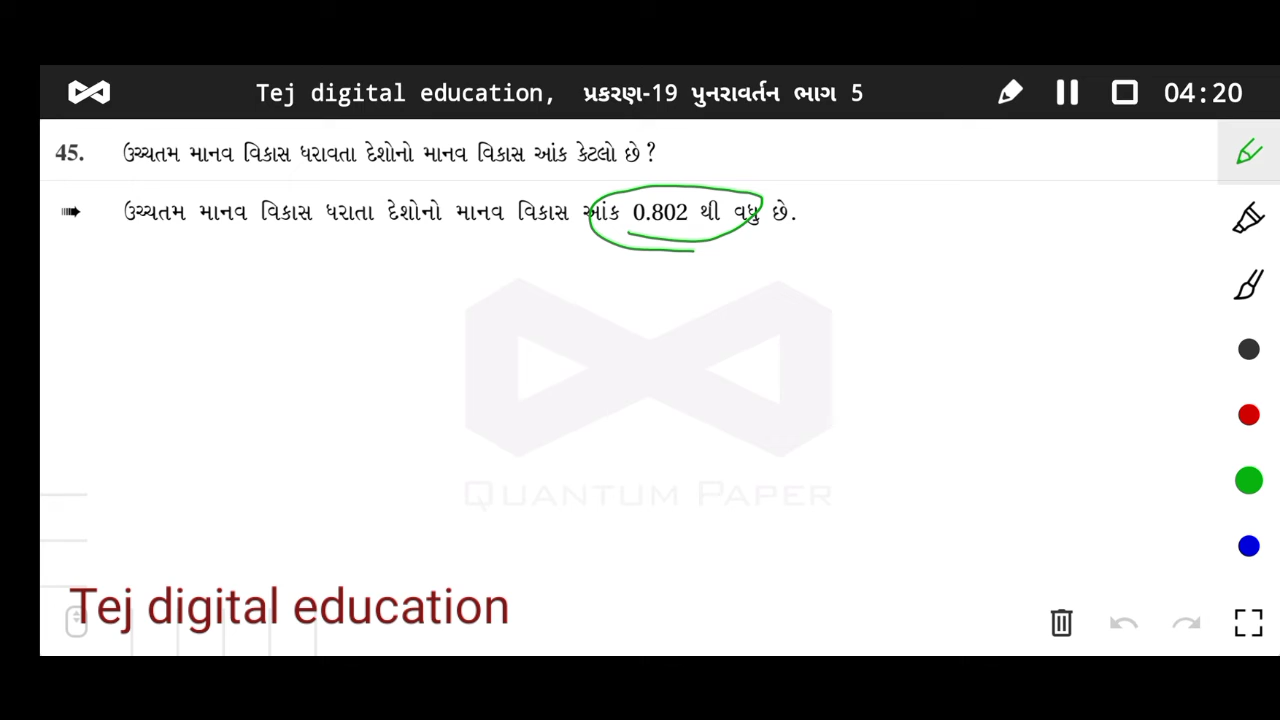 Tej digital education, પ્રકરણ-19 પુનરાવર્તન ભાગ 5
04:20
45. ઉચ્ચતમ માનવ વિકાસ ધરાવતા દેશોનો માનવ વિકાસ આંક કેટલો છે ?
ઉચ્ચતમ માનવ વિકાસ ધરાતા દેશોનો માનવ વિકાસ આંક 0.802 થી વધુ છે.
QUANTUM PAPER
Tej digital education